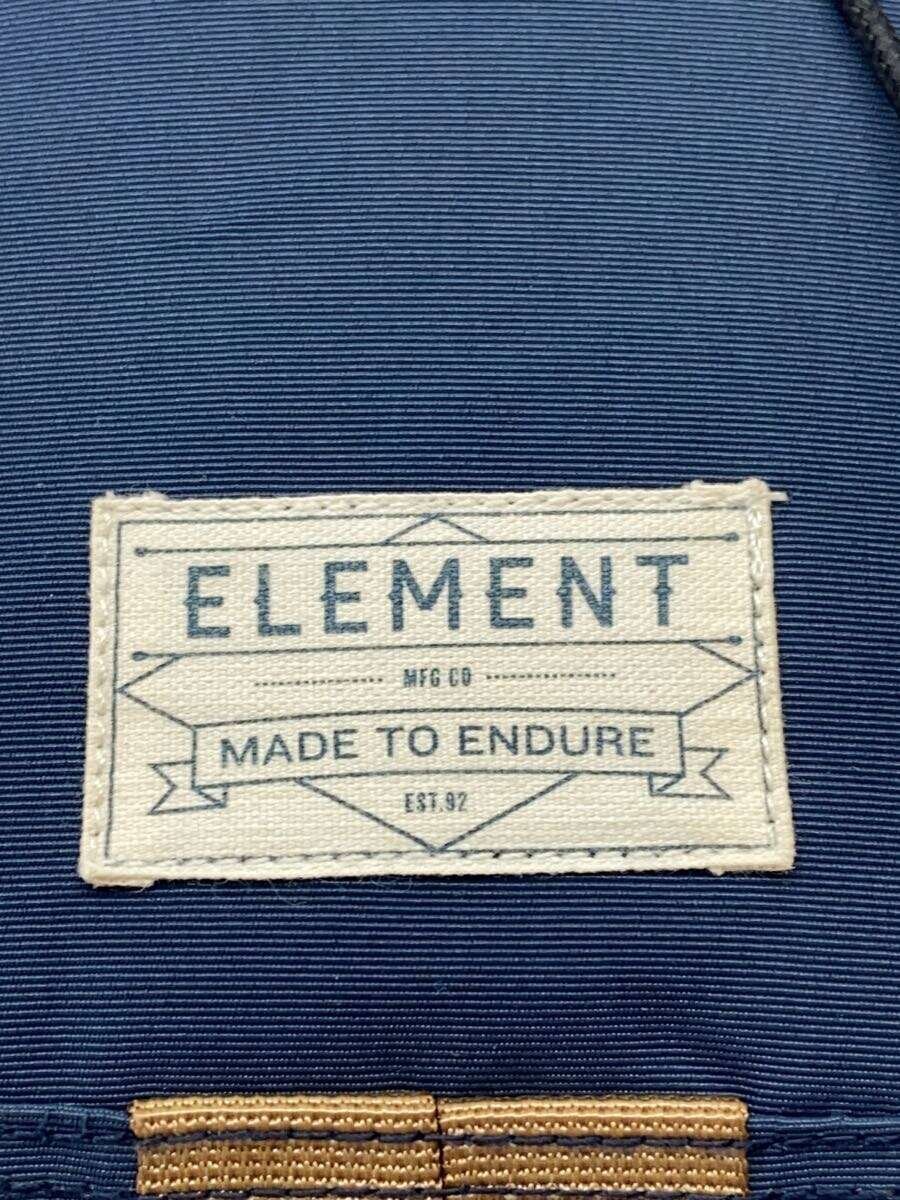 ELEMENT
MFG CO
MADE TO ENDURE
EST.92